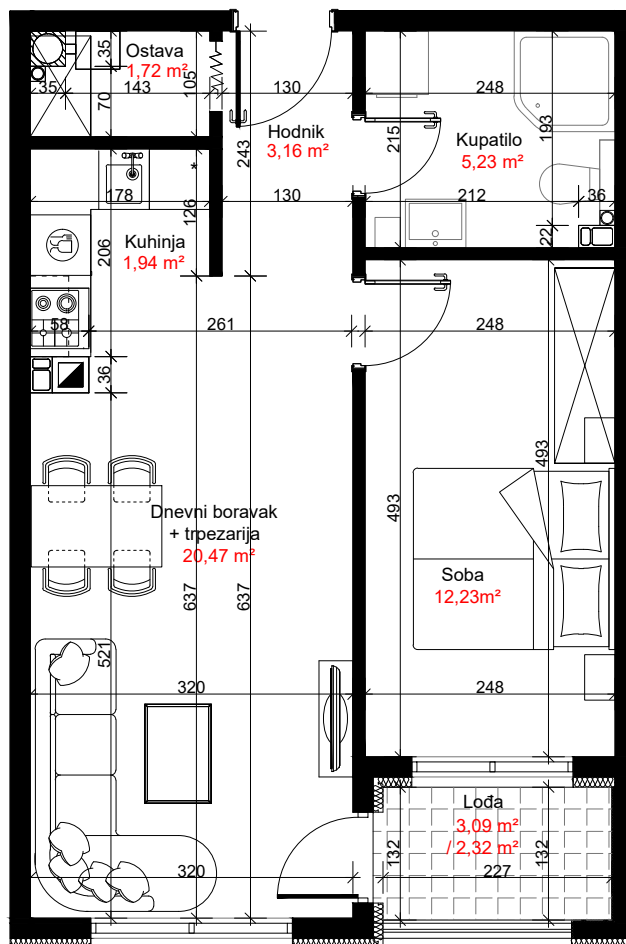 Ostava
1,72 m²
35
35
143
70
105
130
243
Hodnik
3,16 m²
130
248
215
193
Kupatilo
5,23 m²
212
36
22
178
*
126
206
Kuhinja
1,94 m²
58
261
36
248
493
493
Dnevni boravak
+ trpezarija
20,47 m²
637
637
521
Soba
12,23m²
320
248
Lođa
3,09 m²
/ 2,32 m²
132
132
320
227